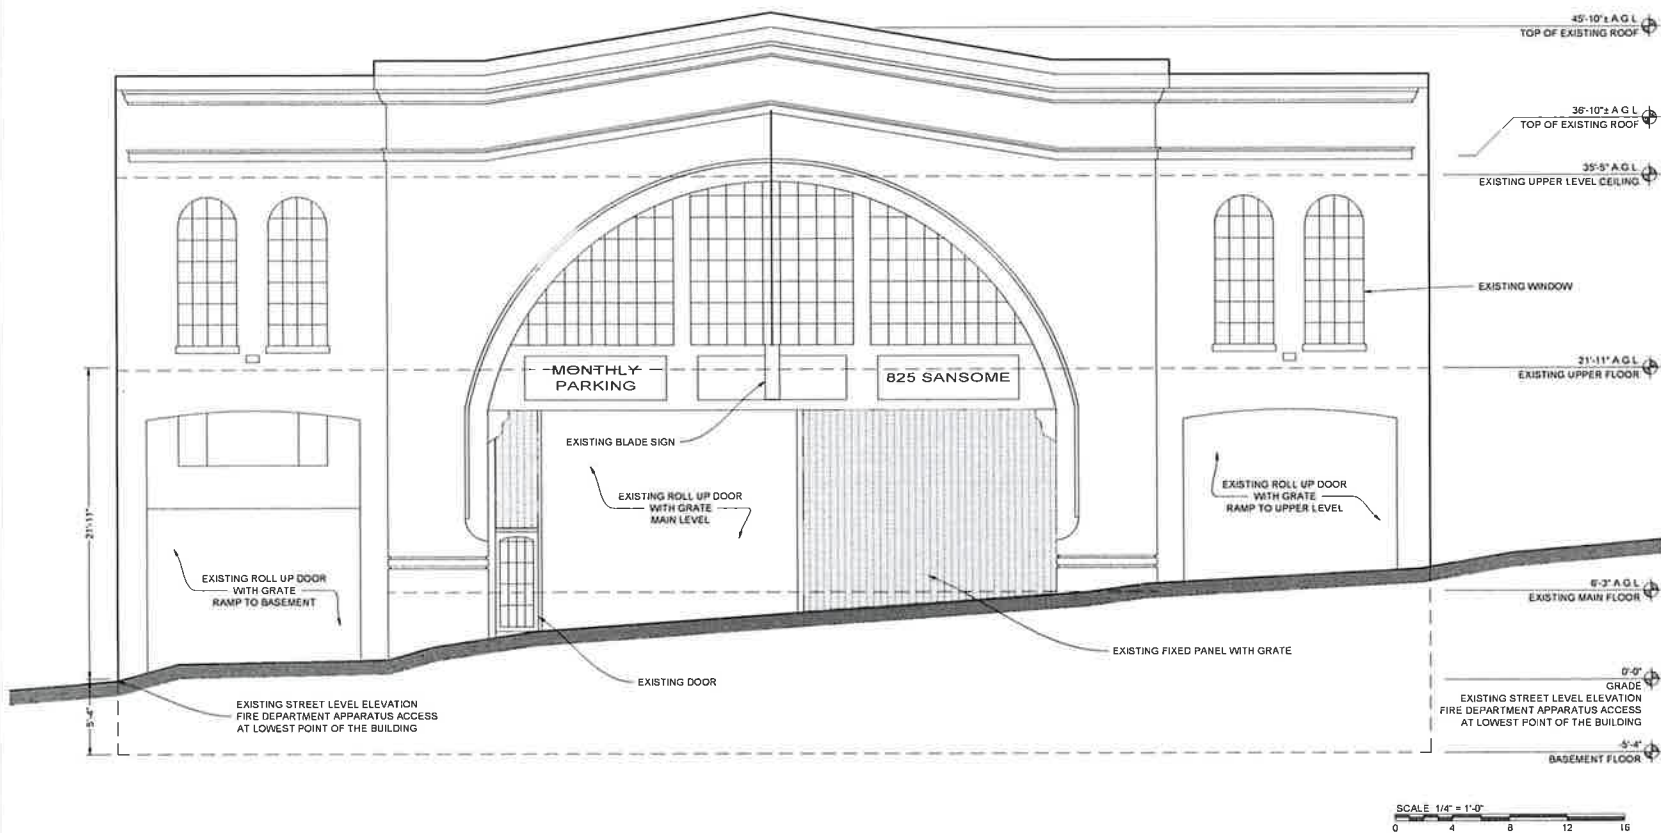 45'-10"± A G L
TOP OF EXISTING ROOF
36'-10"± A G L
TOP OF EXISTING ROOF
35'-5" A G L
EXISTING UPPER LEVEL CEILING
EXISTING WINDOW
21'-11" A G L
EXISTING UPPER FLOOR
MONTHLY
PARKING
825 SANSOME
EXISTING BLADE SIGN
EXISTING ROLL UP DOOR
WITH GRATE
MAIN LEVEL
EXISTING ROLL UP DOOR
WITH GRATE
RAMP TO UPPER LEVEL
21'-11"
EXISTING ROLL UP DOOR
WITH GRATE
RAMP TO BASEMENT
6'-3" A G L
EXISTING MAIN FLOOR
EXISTING FIXED PANEL WITH GRATE
EXISTING DOOR
0'-0"
GRADE
EXISTING STREET LEVEL ELEVATION
FIRE DEPARTMENT APPARATUS ACCESS
AT LOWEST POINT OF THE BUILDING
EXISTING STREET LEVEL ELEVATION
FIRE DEPARTMENT APPARATUS ACCESS
AT LOWEST POINT OF THE BUILDING
5'-4"
-5'-4"
BASEMENT FLOOR
SCALE 1/4" = 1'-0"
0 4 8 12 16